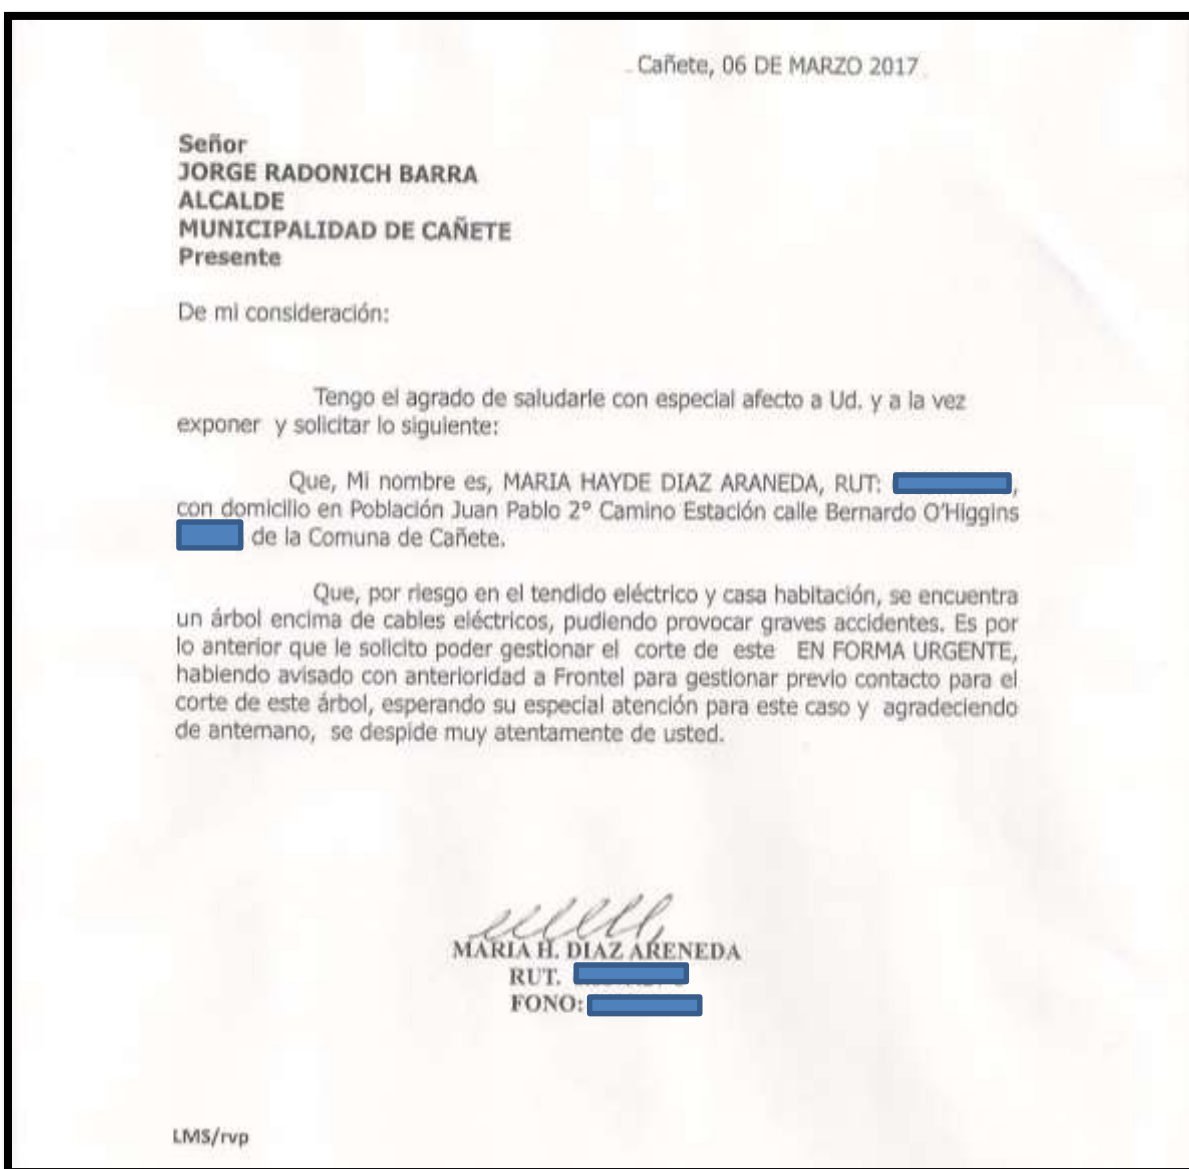 Cañete, 06 DE MARZO 2017
Señor
JORGE RADONICH BARRA
ALCALDE
MUNICIPALIDAD DE CAÑETE
Presente
De mi consideración:
Tengo el agrado de saludarle con especial afecto a Ud. y a la vez
exponer y solicitar lo siguiente:
Que, Mi nombre es, MARIA HAYDE DIAZ ARANEDA, RUT: ,
con domicilio en Población Juan Pablo 2° Camino Estación calle Bernardo O'Higgins
de la Comuna de Cañete.
Que, por riesgo en el tendido eléctrico y casa habitación, se encuentra
un árbol encima de cables eléctricos, pudiendo provocar graves accidentes. Es por
lo anterior que le solicito poder gestionar el corte de este EN FORMA URGENTE,
habiendo avisado con anterioridad a Frontel para gestionar previo contacto para el
corte de este árbol, esperando su especial atención para este caso y agradeciendo
de antemano, se despide muy atentamente de usted.
MARIA H. DIAZ ARENEDA
RUT.
FONO:
LMS/rvp